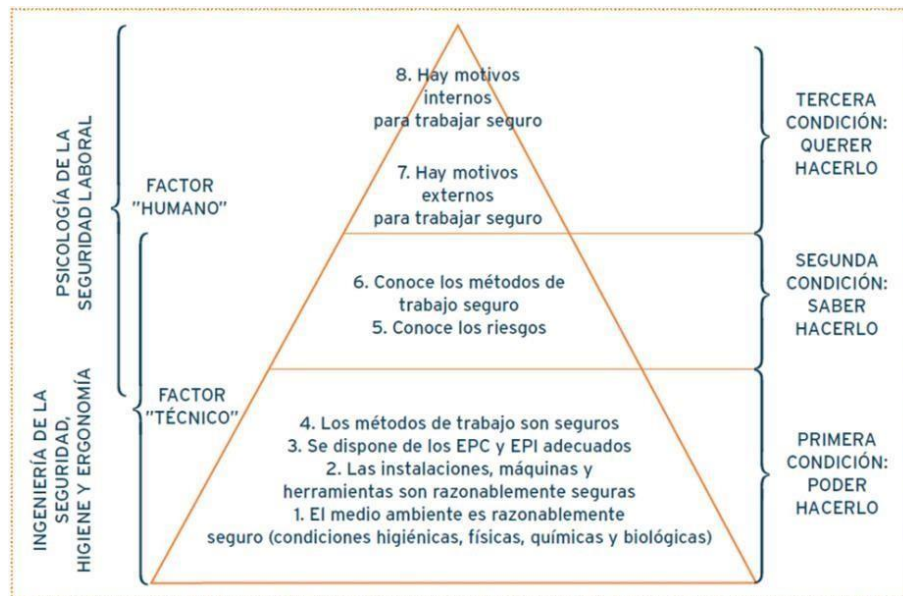 PSICOLOGÍA DE LA
SEGURIDAD LABORAL
INGENIERÍA DE LA
SEGURIDAD,
HIGIENE Y ERGONOMÍA
FACTOR
"HUMANO"
FACTOR
"TÉCNICO"
8. Hay motivos
internos
para trabajar seguro
7. Hay motivos
externos
para trabajar seguro
6. Conoce los métodos de
trabajo seguro
5. Conoce los riesgos
4. Los métodos de trabajo son seguros
3. Se dispone de los EPC y EPI adecuados
2. Las instalaciones, máquinas y
herramientas son razonablemente seguras
1. El medio ambiente es razonablemente
seguro (condiciones higiénicas, físicas, químicas y biológicas)
TERCERA
CONDICIÓN:
QUERER
HACERLO
SEGUNDA
CONDICIÓN:
SABER
HACERLO
PRIMERA
CONDICIÓN:
PODER
HACERLO